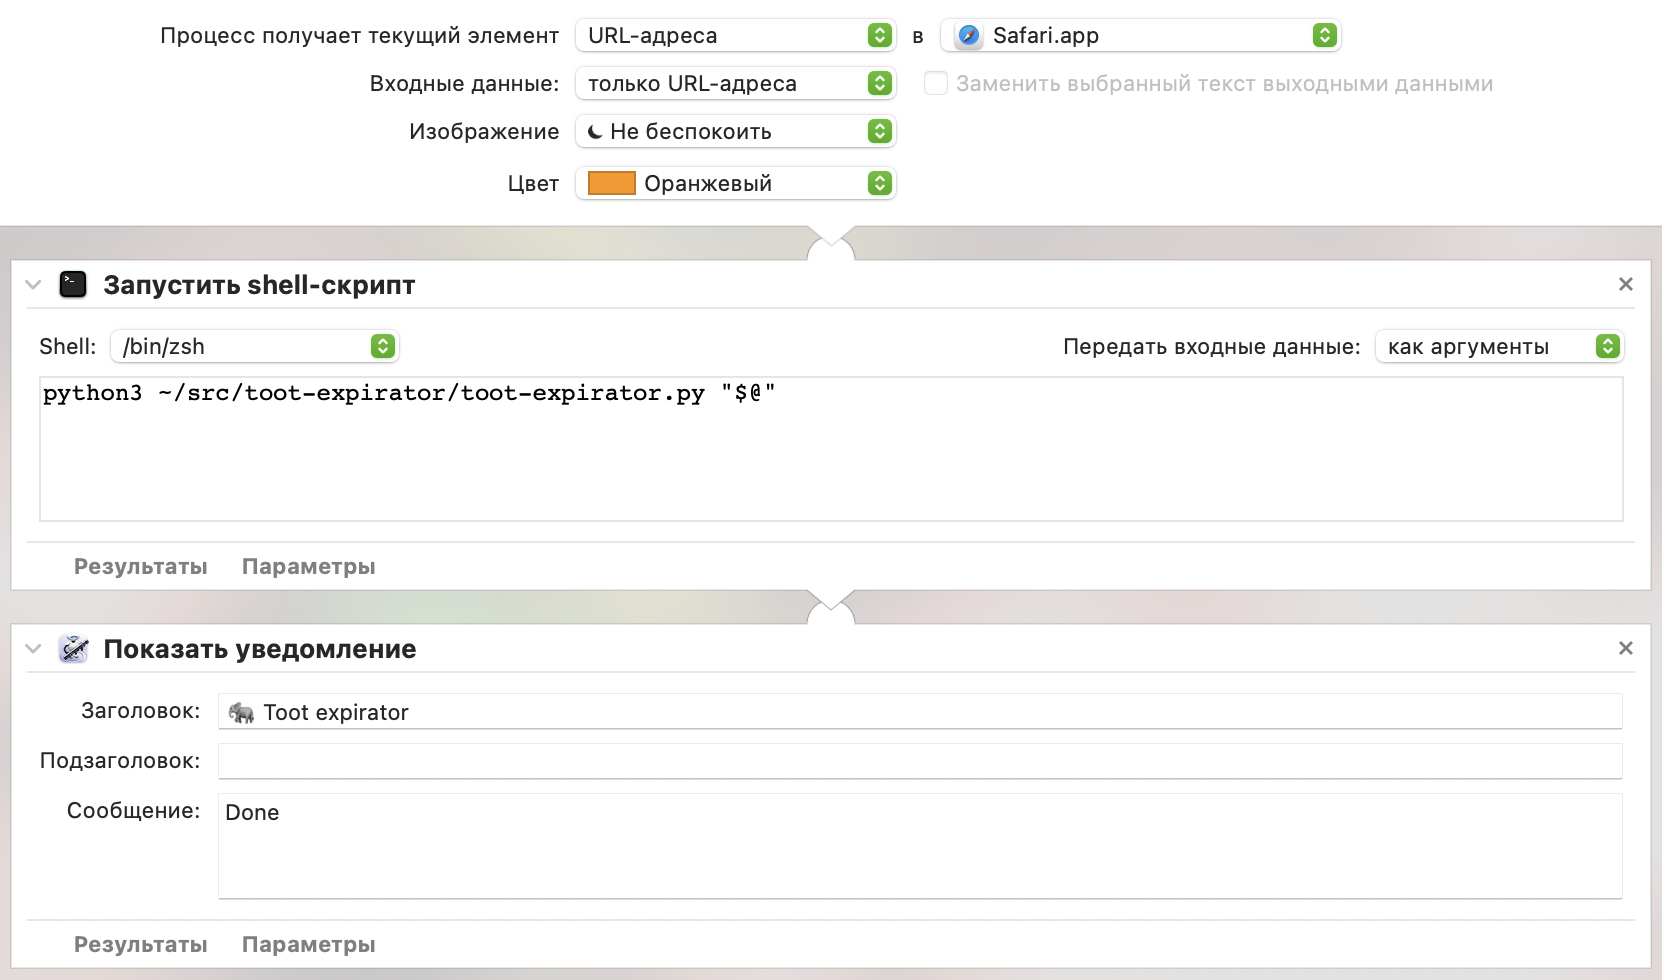 Процесс получает текущий элемент URL-адреса в Safari.app
Входные данные: только URL-адреса Заменить выбранный текст выходными данными
Изображение Не беспокоить
Цвет Оранжевый
Запустить shell-скрипт
Shell: /bin/zsh Передать входные данные: как аргументы
python3 ~/src/toot-expirator/toot-expirator.py "$@"
Результаты Параметры
Показать уведомление
Заголовок: 🐘 Toot expirator
Подзаголовок:
Сообщение: Done
Результаты Параметры